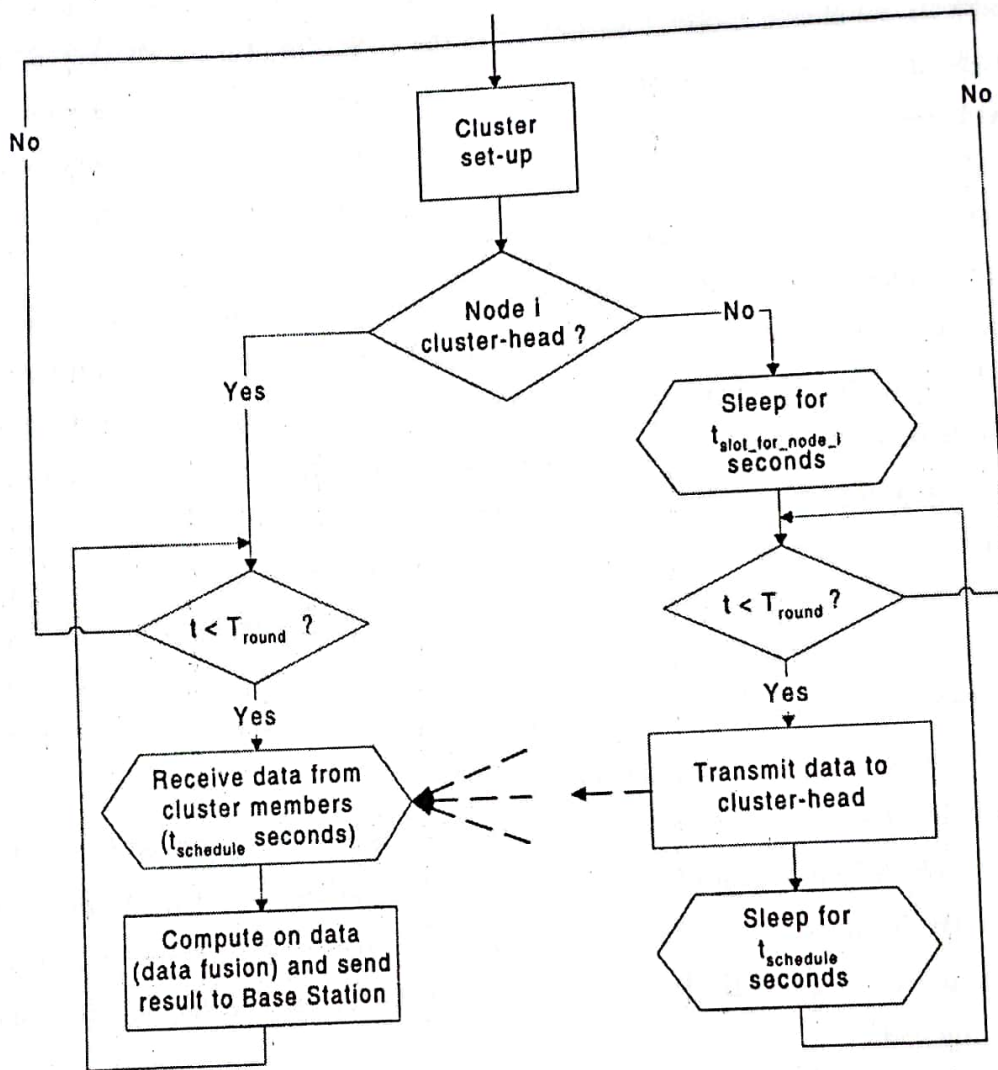 No
No
Cluster
set-up
Node i
cluster-head ?
No
Yes
Sleep for
t_slot_for_node_i
seconds
t < T_round ?
t < T_round ?
Yes
Yes
Receive data from
cluster members
(t_schedule seconds)
Transmit data to
cluster-head
Compute on data
(data fusion) and send
result to Base Station
Sleep for
t_schedule
seconds